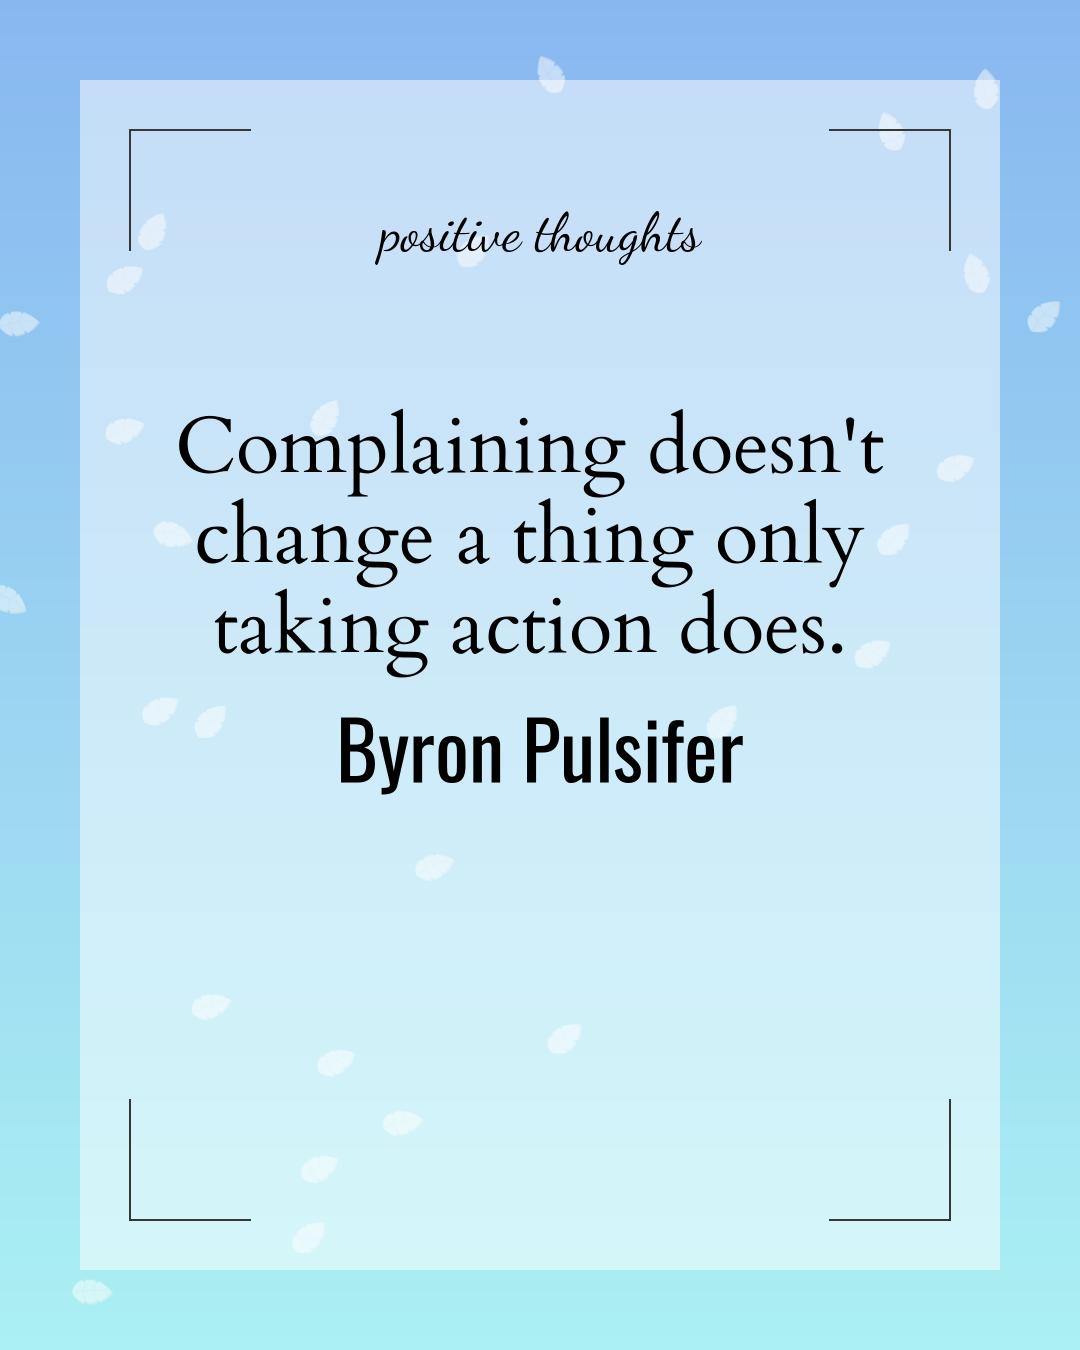 positive thoughts
Complaining doesn't
change a thing only
taking action does.
Byron Pulsifer